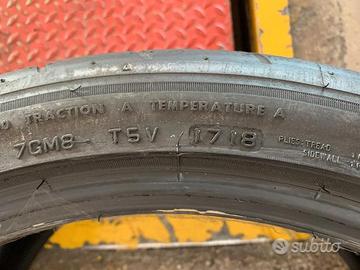 TRACTION A TEMPERATURE A
7GM8 T5V 1718
PLIES: TREAD
SIDEWALL
subito